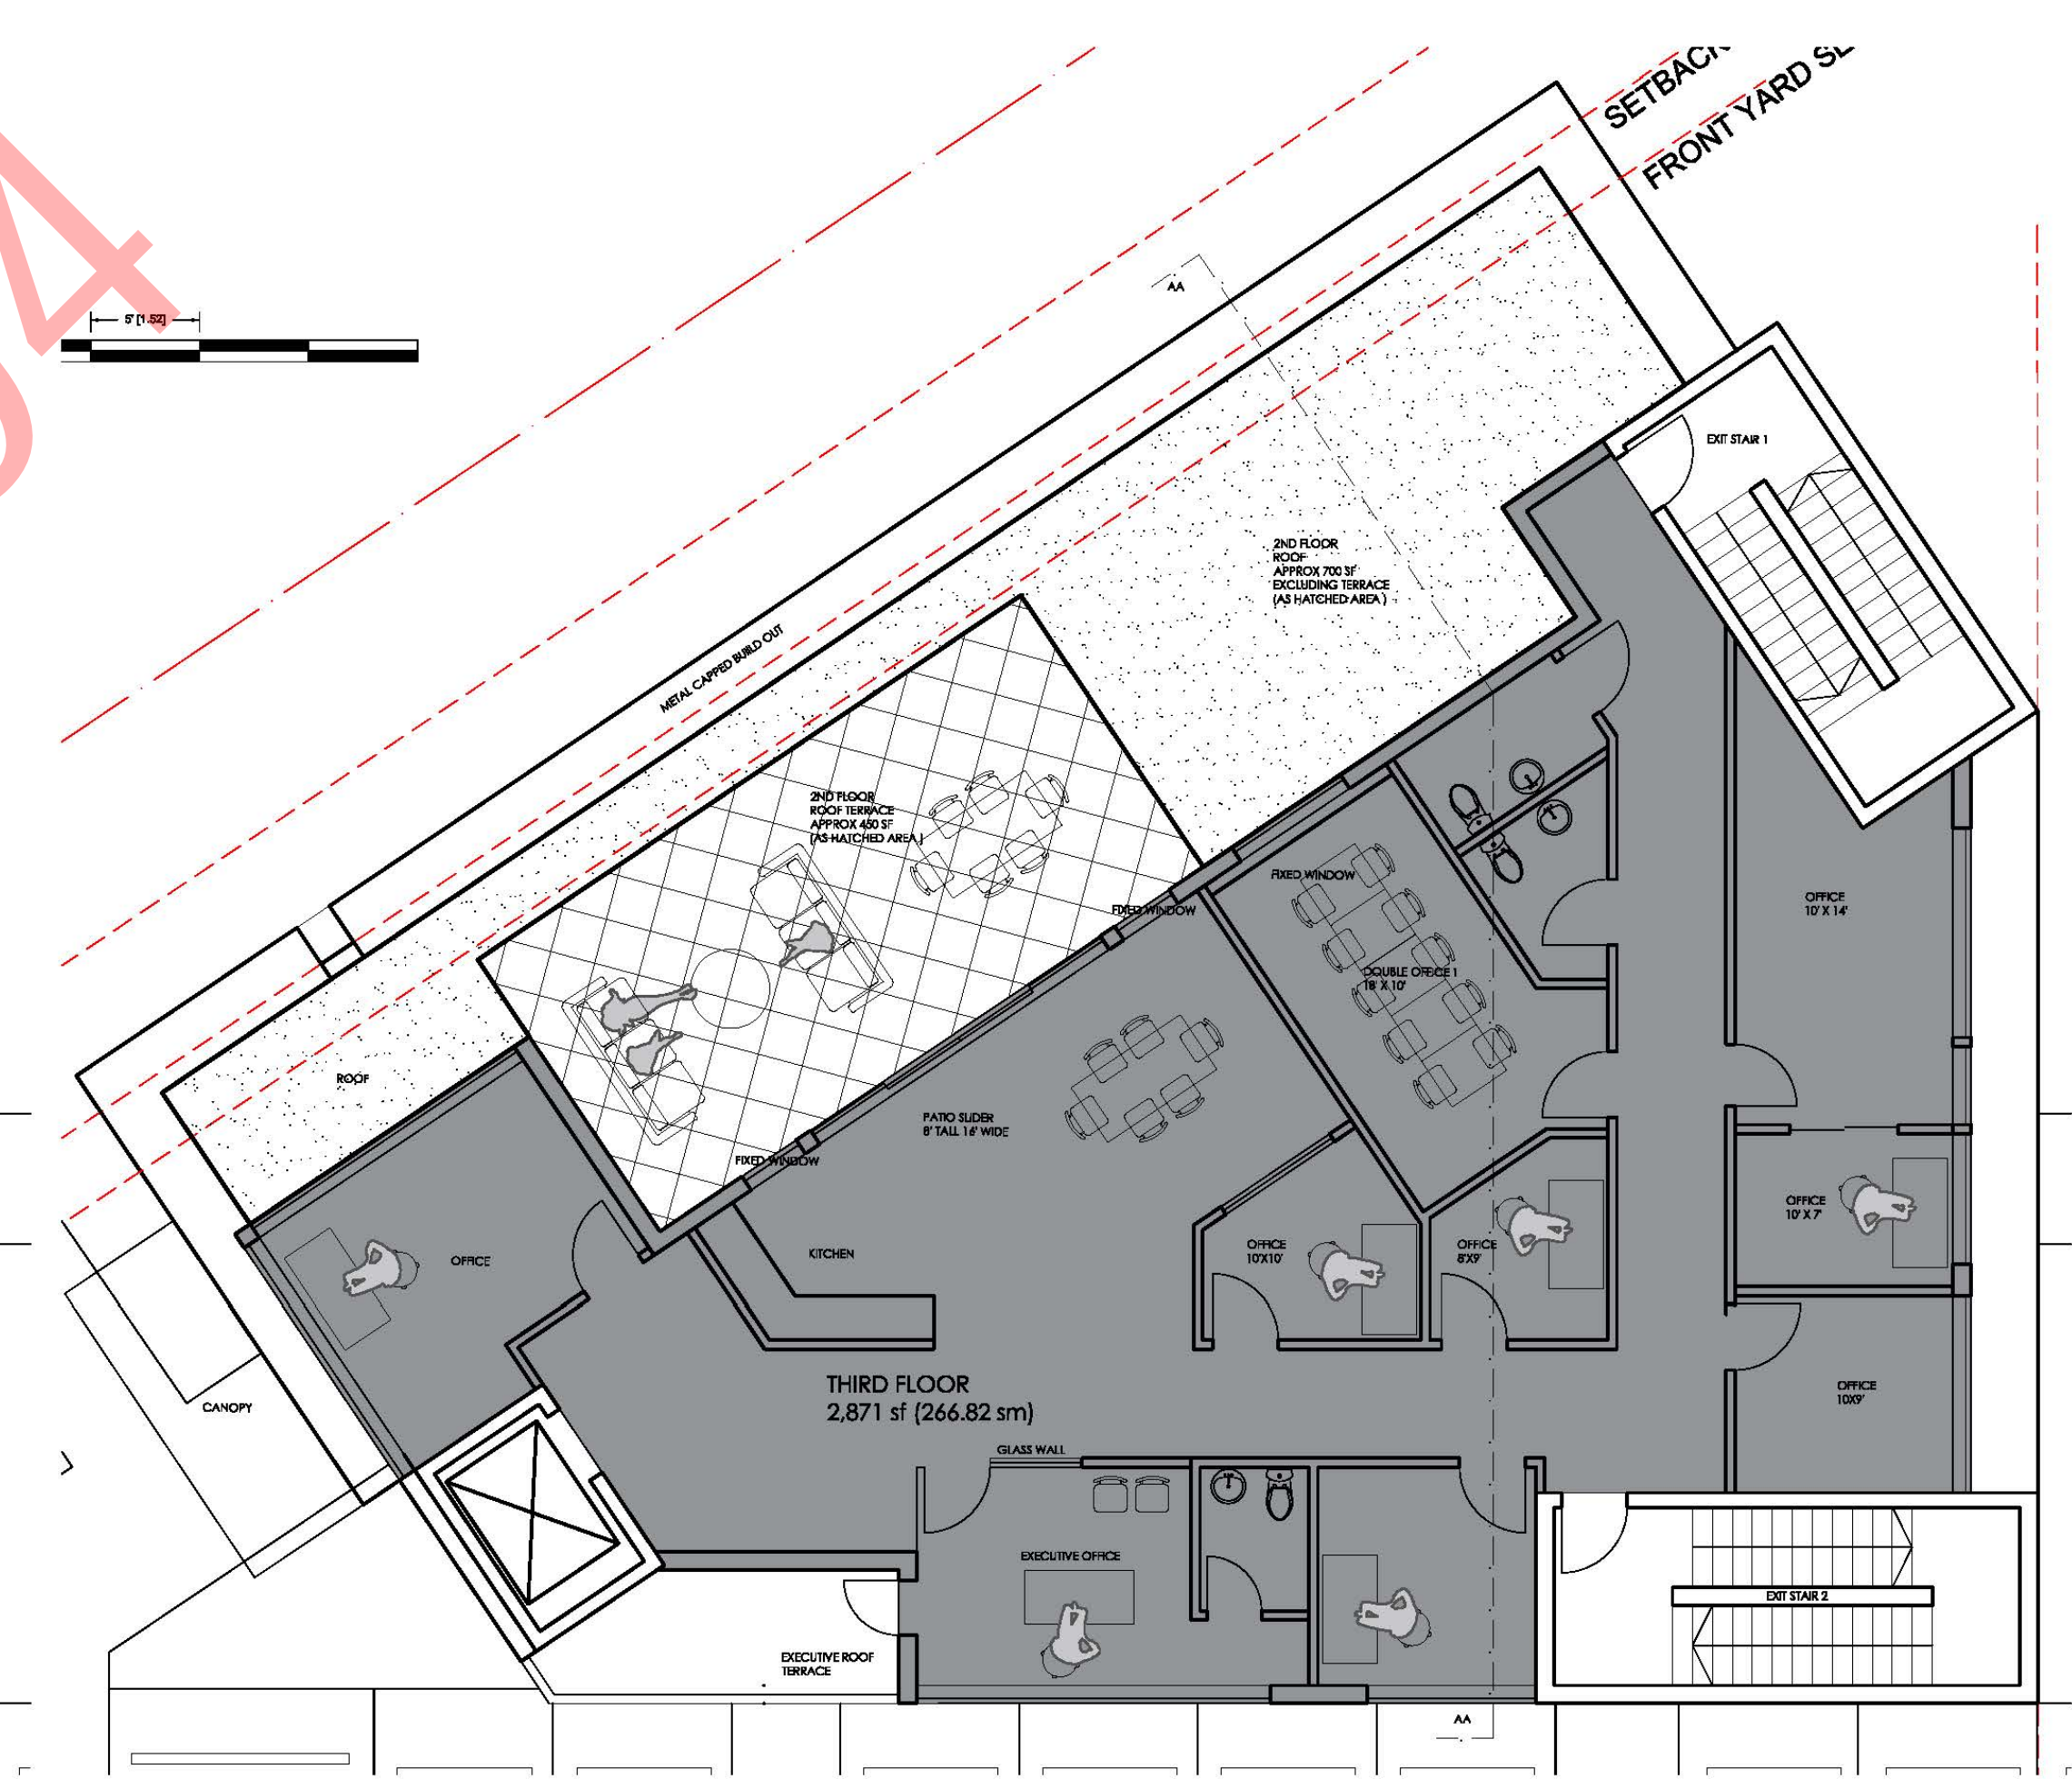 FRONT YARD
5' [1.52]
AA
EXIT STAIR 1
2ND FLOOR
ROOF
APPROX 700 SF
EXCLUDING TERRACE
(AS HATCHED AREA)
METAL CAPPED BUILD OUT
2ND FLOOR
ROOF TERRACE
APPROX 450 SF
(AS HATCHED AREA)
FIXED WINDOW
FIXED WINDOW
OFFICE
10' X 14'
DOUBLE OFFICE 1
18' X 10'
ROOF
PATIO SLIDER
8' TALL 16' WIDE
FIXED WINDOW
OFFICE
10' X 7'
OFFICE
KITCHEN
OFFICE
10'X10'
OFFICE
8'X9'
THIRD FLOOR
2,871 sf (266.82 sm)
CANOPY
OFFICE
10X9'
GLASS WALL
EXECUTIVE OFFICE
EXIT STAIR 2
EXECUTIVE ROOF
TERRACE
AA